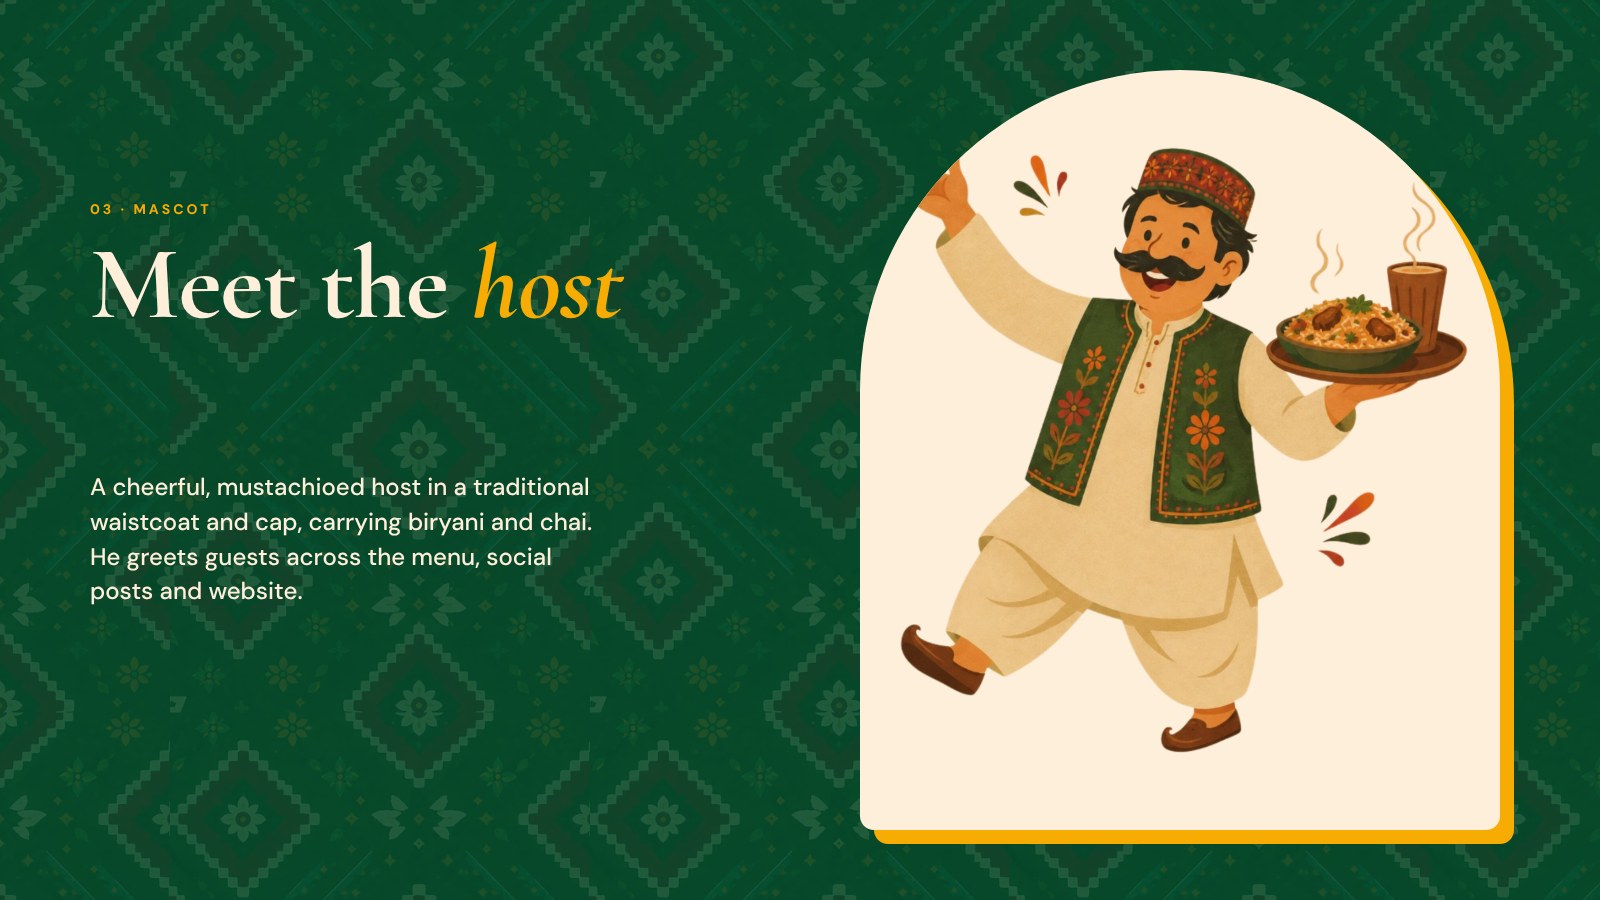 03 · MASCOT
Meet the host
A cheerful, mustachioed host in a traditional
waistcoat and cap, carrying biryani and chai.
He greets guests across the menu, social
posts and website.